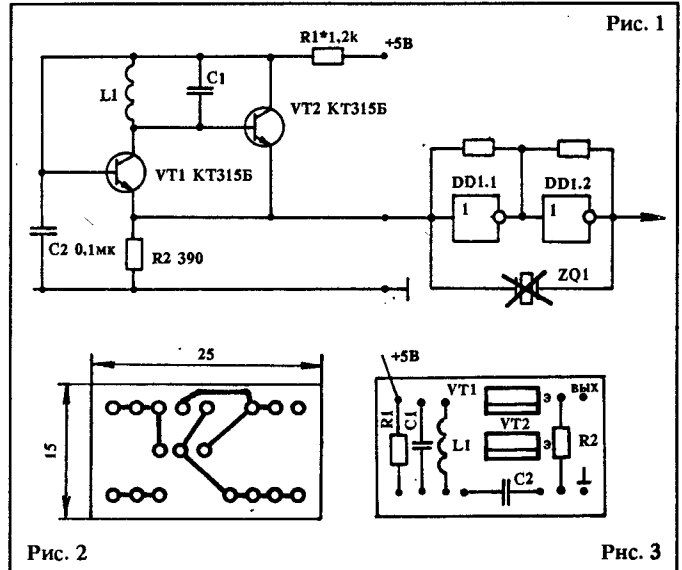 Рис. 1
R1*1,2k
+5В
C1
L1
VT2 КТ315Б
VT1 КТ315Б
DD1.1
DD1.2
1
1
C2 0,1мк
R2 390
ZQ1
25
15
Рис. 2
+5В
VT1
э
вых
R1
C1
L1
VT2
э
R2
C2
Рнс. 3